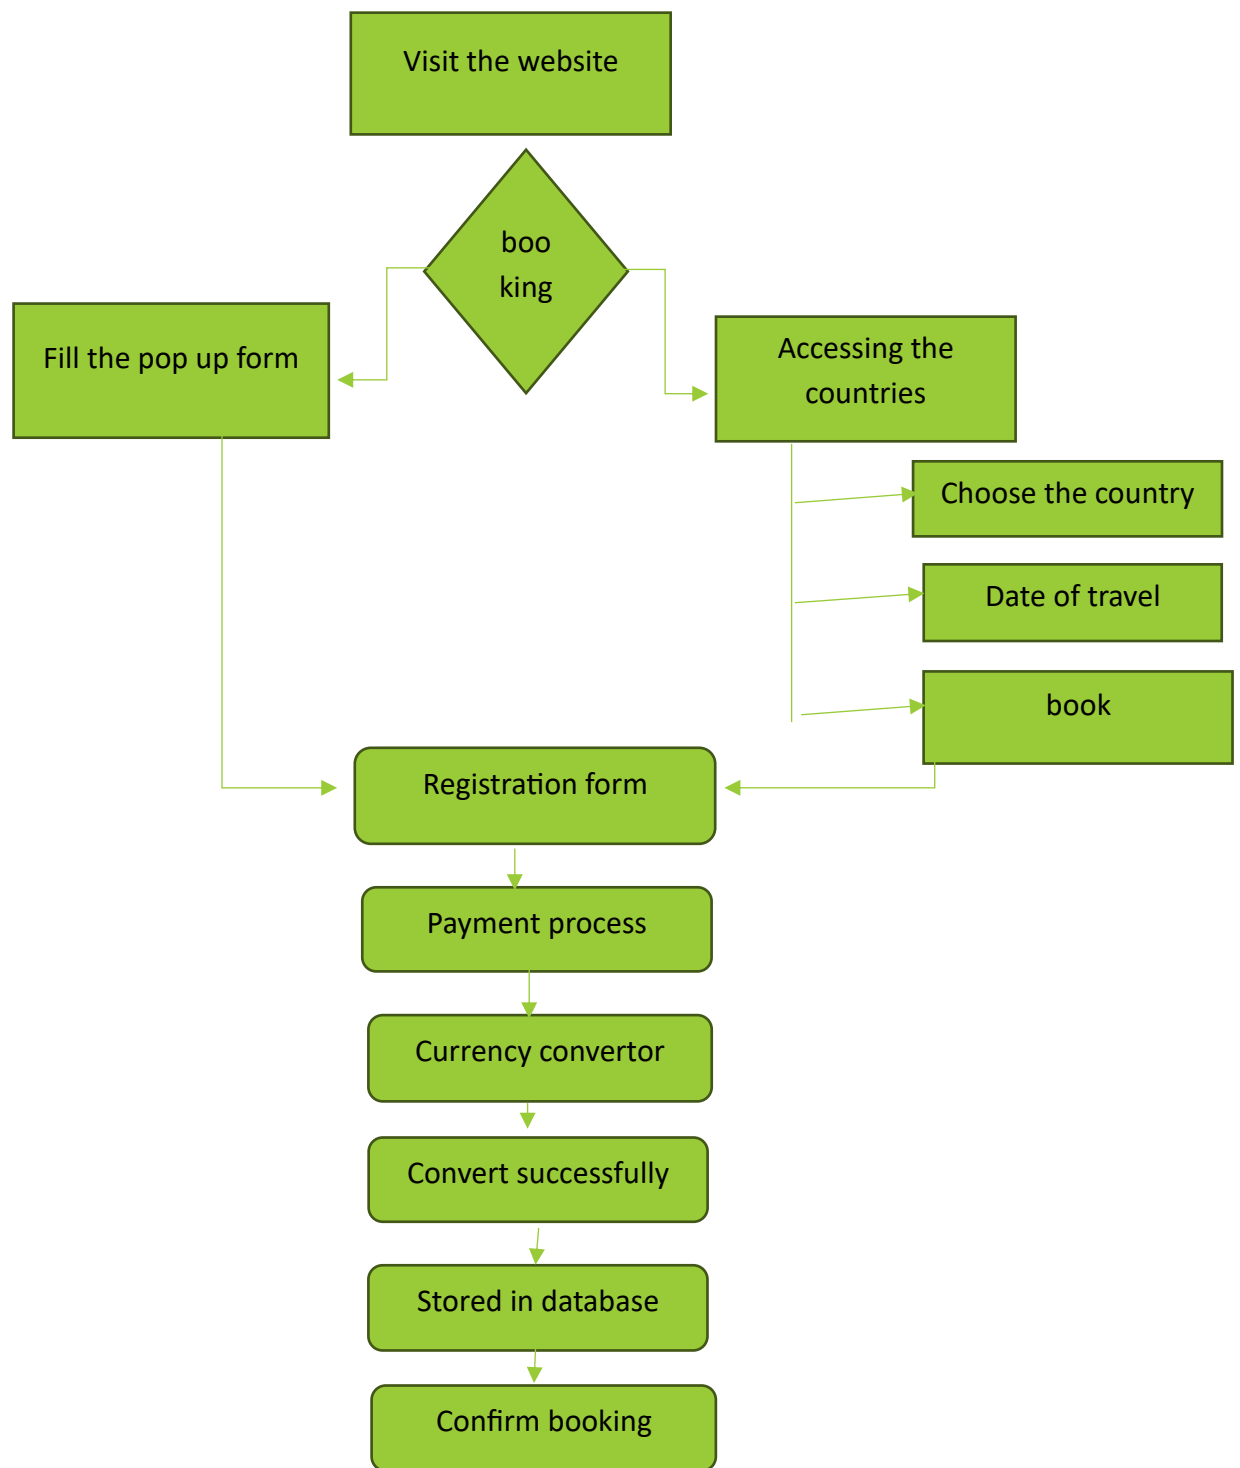 Visit the website
boo
king
Fill the pop up form
Accessing the
countries
Choose the country
Date of travel
book
Registration form
Payment process
Currency convertor
Convert successfully
Stored in database
Confirm booking